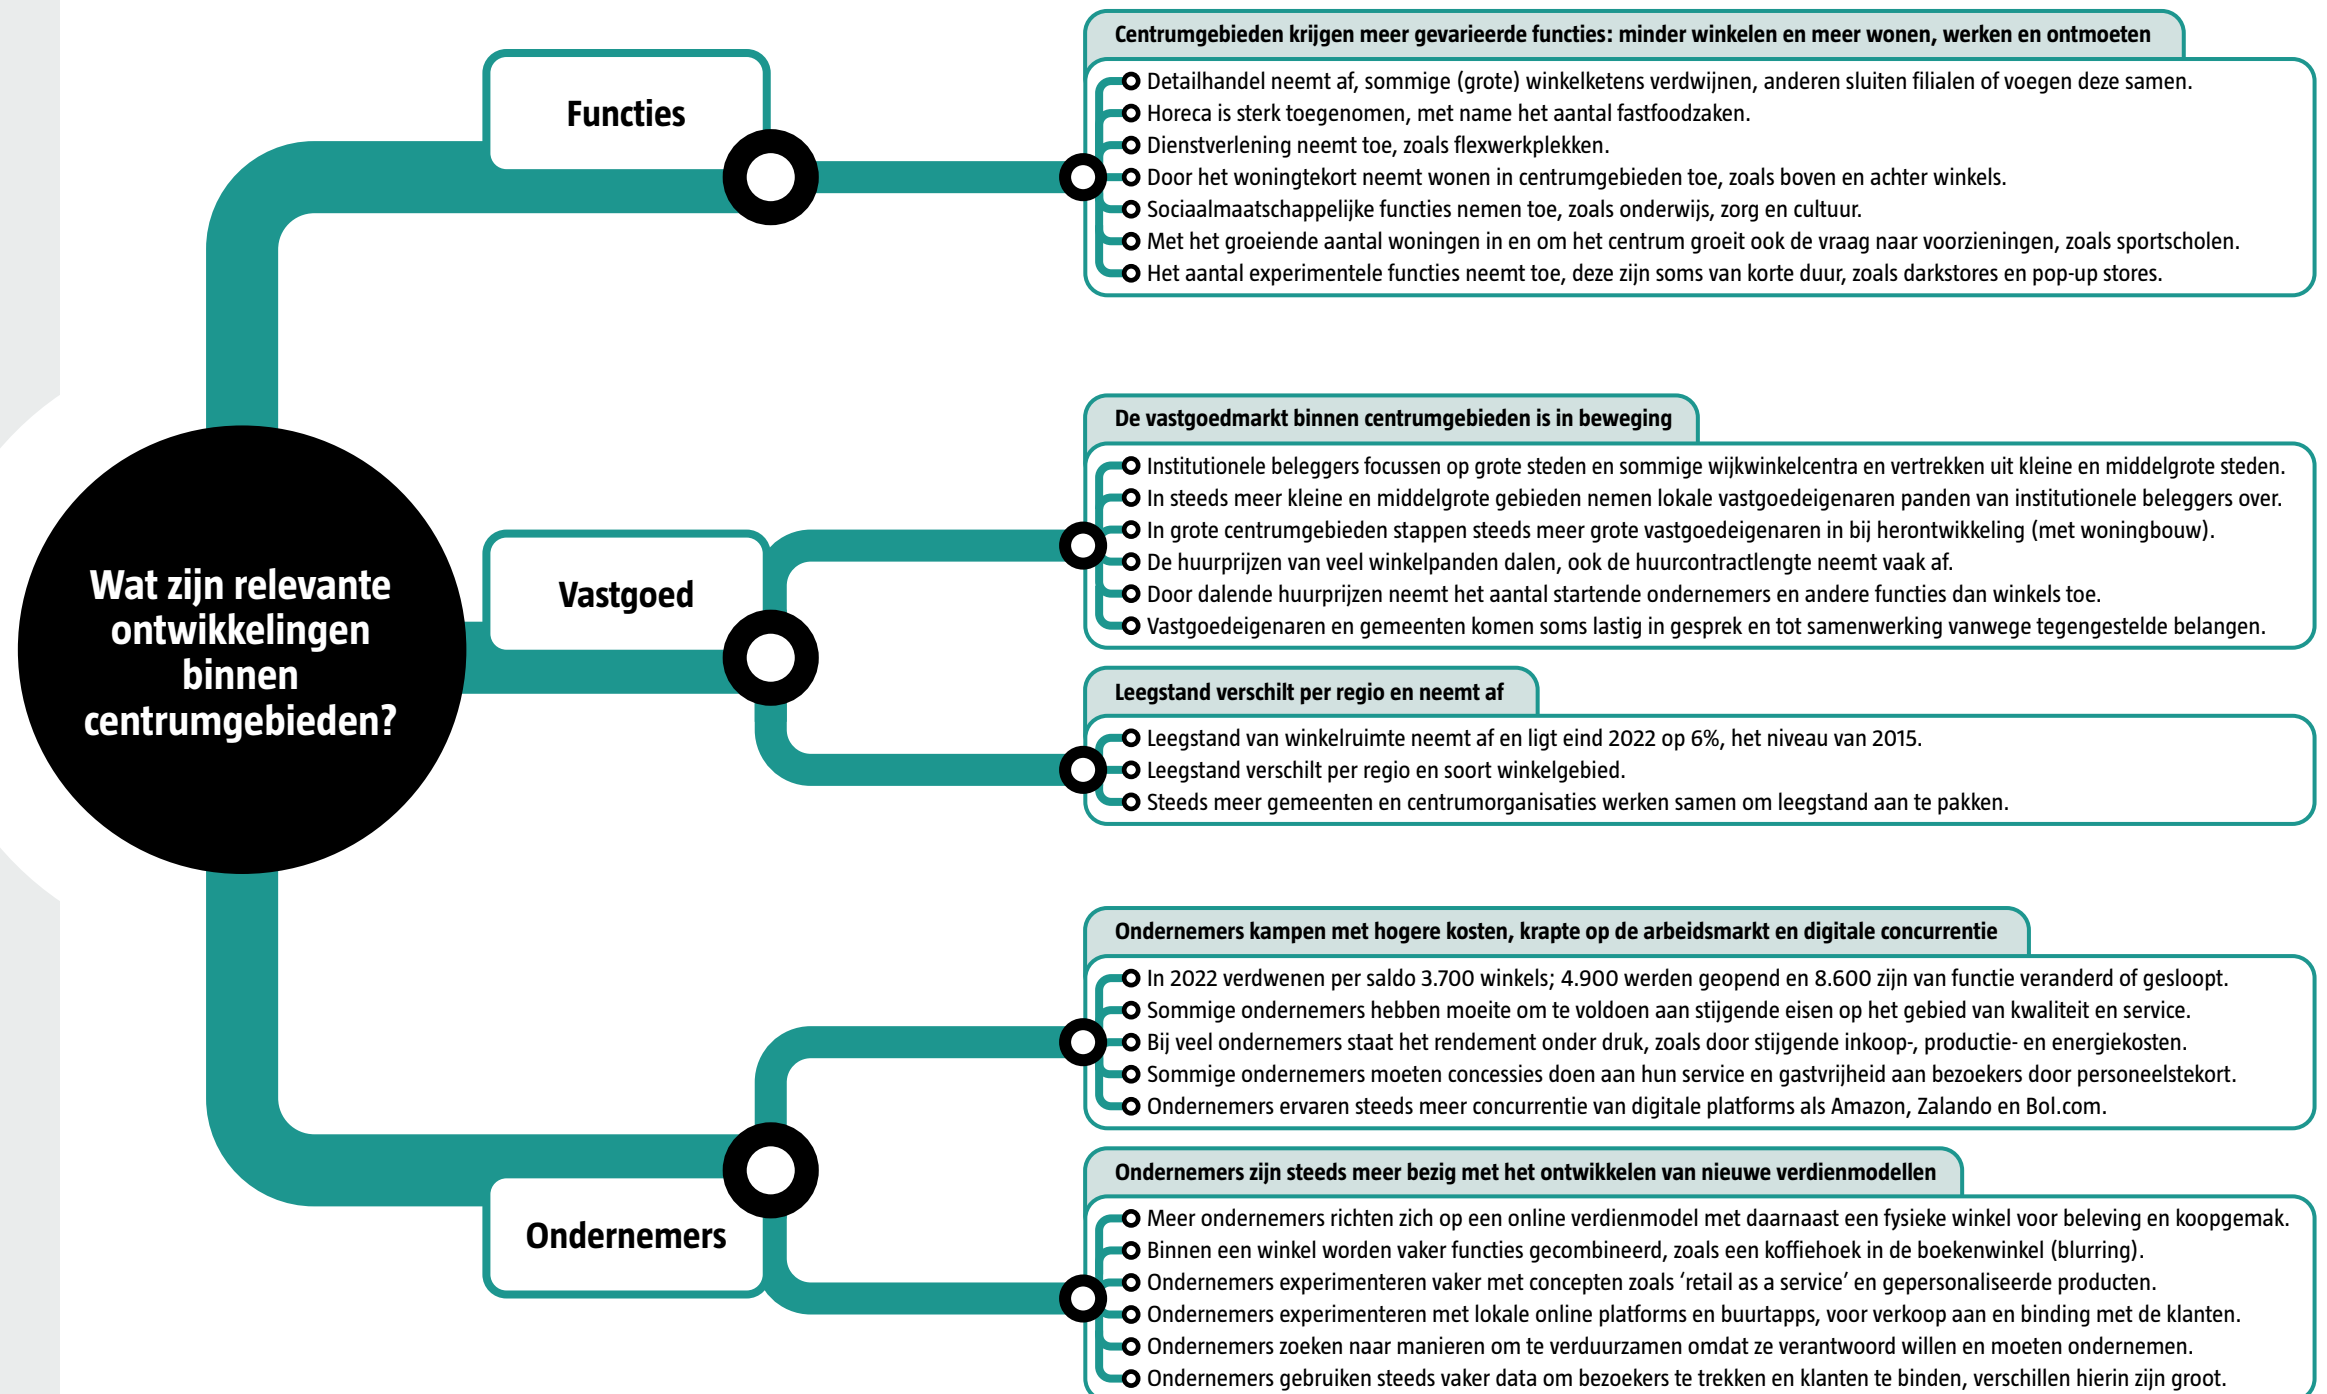 Wat zijn relevante
ontwikkelingen
binnen
centrumgebieden?
Functies
Centrumgebieden krijgen meer gevarieerde functies: minder winkelen en meer wonen, werken en ontmoeten
Detailhandel neemt af, sommige (grote) winkelketens verdwijnen, anderen sluiten filialen of voegen deze samen.
Horeca is sterk toegenomen, met name het aantal fastfoodzaken.
Dienstverlening neemt toe, zoals flexwerkplekken.
Door het woningtekort neemt wonen in centrumgebieden toe, zoals boven en achter winkels.
Sociaalmaatschappelijke functies nemen toe, zoals onderwijs, zorg en cultuur.
Met het groeiende aantal woningen in en om het centrum groeit ook de vraag naar voorzieningen, zoals sportscholen.
Het aantal experimentele functies neemt toe, deze zijn soms van korte duur, zoals darkstores en pop-up stores.
Vastgoed
De vastgoedmarkt binnen centrumgebieden is in beweging
Institutionele beleggers focussen op grote steden en sommige wijkwinkelcentra en vertrekken uit kleine en middelgrote steden.
In steeds meer kleine en middelgrote gebieden nemen lokale vastgoedeigenaren panden van institutionele beleggers over.
In grote centrumgebieden stappen steeds meer grote vastgoedeigenaren in bij herontwikkeling (met woningbouw).
De huurprijzen van veel winkelpanden dalen, ook de huurcontractlengte neemt vaak af.
Door dalende huurprijzen neemt het aantal startende ondernemers en andere functies dan winkels toe.
Vastgoedeigenaren en gemeenten komen soms lastig in gesprek en tot samenwerking vanwege tegengestelde belangen.
Leegstand verschilt per regio en neemt af
Leegstand van winkelruimte neemt af en ligt eind 2022 op 6%, het niveau van 2015.
Leegstand verschilt per regio en soort winkelgebied.
Steeds meer gemeenten en centrumorganisaties werken samen om leegstand aan te pakken.
Ondernemers
Ondernemers kampen met hogere kosten, krapte op de arbeidsmarkt en digitale concurrentie
In 2022 verdwenen per saldo 3.700 winkels; 4.900 werden geopend en 8.600 zijn van functie veranderd of gesloopt.
Sommige ondernemers hebben moeite om te voldoen aan stijgende eisen op het gebied van kwaliteit en service.
Bij veel ondernemers staat het rendement onder druk, zoals door stijgende inkoop-, productie- en energiekosten.
Sommige ondernemers moeten concessies doen aan hun service en gastvrijheid aan bezoekers door personeelstekort.
Ondernemers ervaren steeds meer concurrentie van digitale platforms als Amazon, Zalando en Bol.com.
Ondernemers zijn steeds meer bezig met het ontwikkelen van nieuwe verdienmodellen
Meer ondernemers richten zich op een online verdienmodel met daarnaast een fysieke winkel voor beleving en koopgemak.
Binnen een winkel worden vaker functies gecombineerd, zoals een koffiehoek in de boekenwinkel (blurring).
Ondernemers experimenteren vaker met concepten zoals ‘retail as a service’ en gepersonaliseerde producten.
Ondernemers experimenteren met lokale online platforms en buurtapps, voor verkoop aan en binding met de klanten.
Ondernemers zoeken naar manieren om te verduurzamen omdat ze verantwoord willen en moeten ondernemen.
Ondernemers gebruiken steeds vaker data om bezoekers te trekken en klanten te binden, verschillen hierin zijn groot.